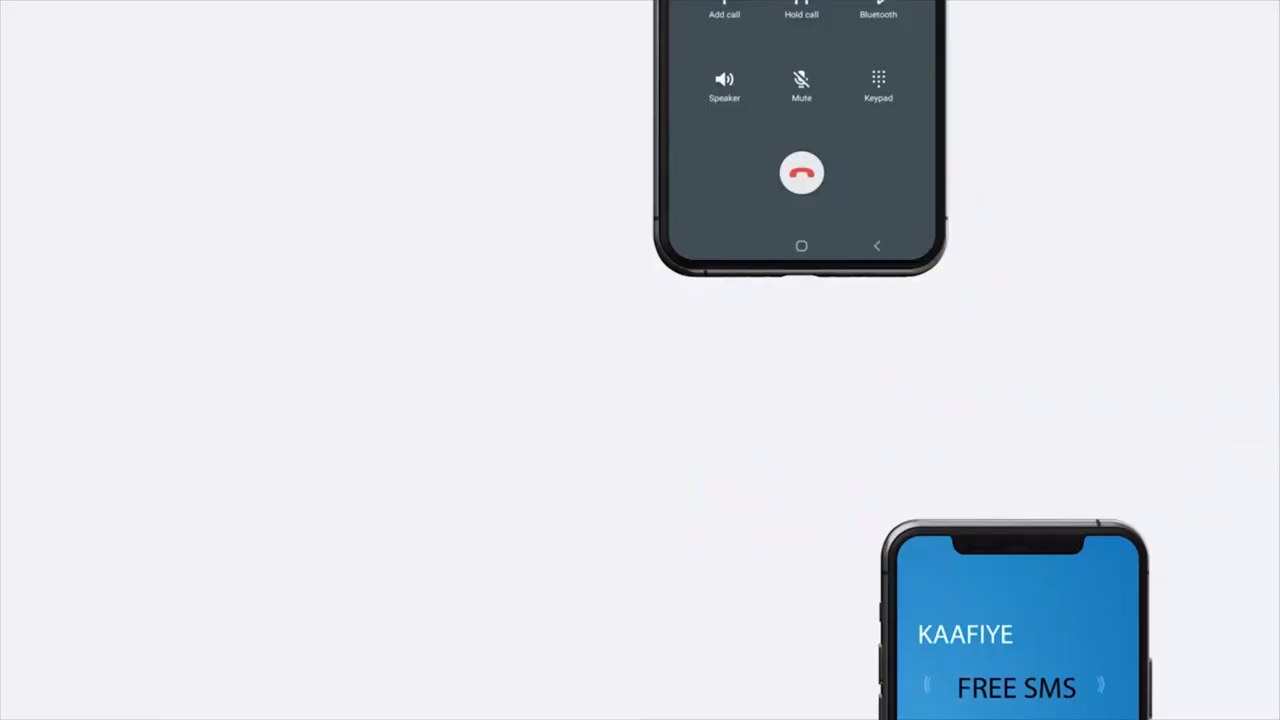 Add call Hold call Bluetooth
Speaker Mute Keypad
KAAFIYE
FREE SMS